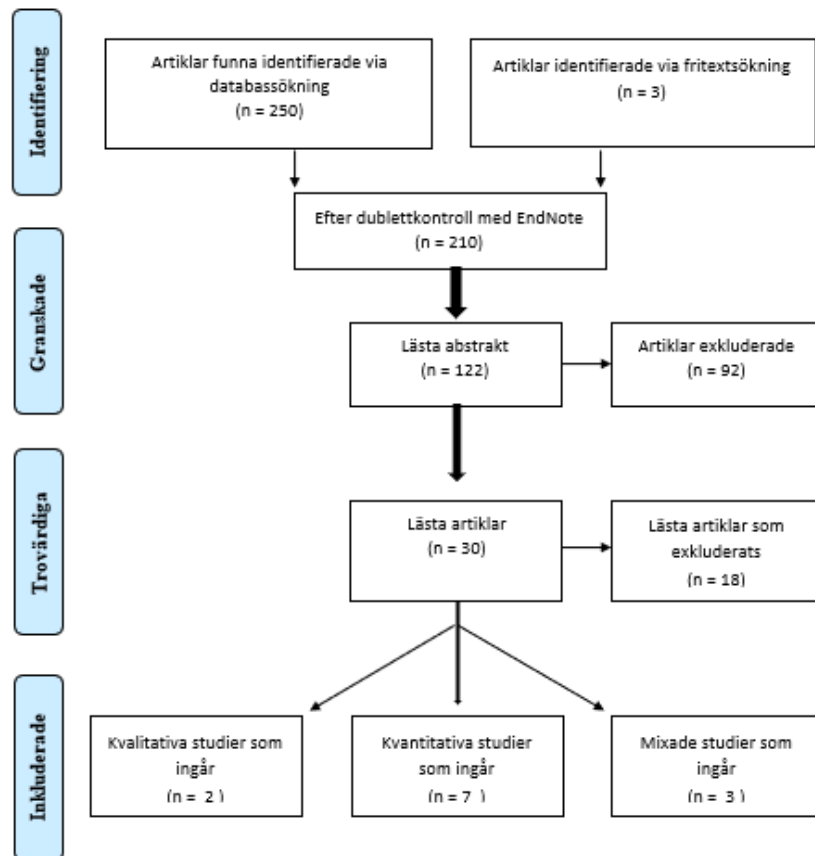 Identifiering
Artiklar funna identifierade via
databassökning
(n = 250)
Artiklar identifierade via fritextsökning
(n = 3)
Efter dublettkontroll med EndNote
(n = 210)
Granskade
Lästa abstrakt
(n = 122)
Artiklar exkluderade
(n = 92)
Trovärdiga
Lästa artiklar
(n = 30)
Lästa artiklar som
exkluderats
(n = 18)
Inkluderade
Kvalitativa studier som
ingår
(n = 2 )
Kvantitativa studier
som ingår
(n = 7 )
Mixade studier som
ingår
(n = 3 )